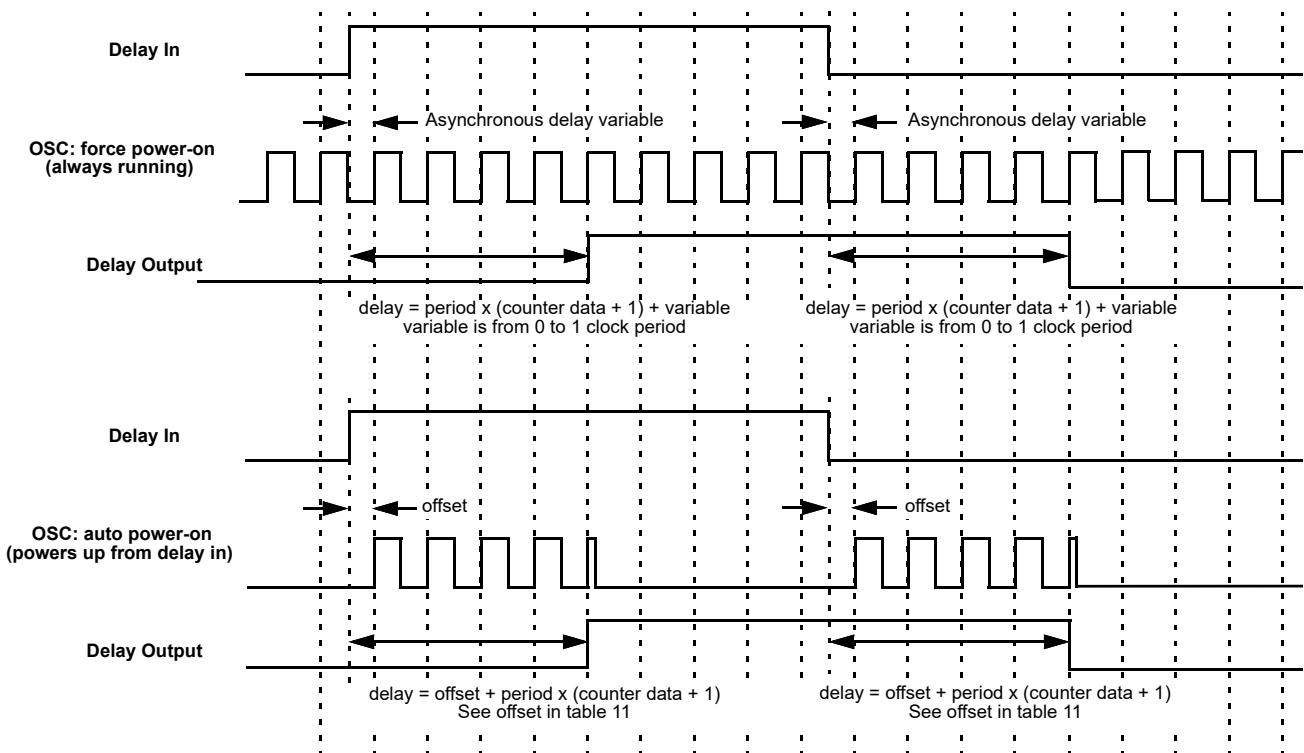 Delay In
Asynchronous delay variable
Asynchronous delay variable
OSC: force power-on
(always running)
Delay Output
delay = period x (counter data + 1) + variable
variable is from 0 to 1 clock period
delay = period x (counter data + 1) + variable
variable is from 0 to 1 clock period
Delay In
offset
offset
OSC: auto power-on
(powers up from delay in)
Delay Output
delay = offset + period x (counter data + 1)
See offset in table 11
delay = offset + period x (counter data + 1)
See offset in table 11